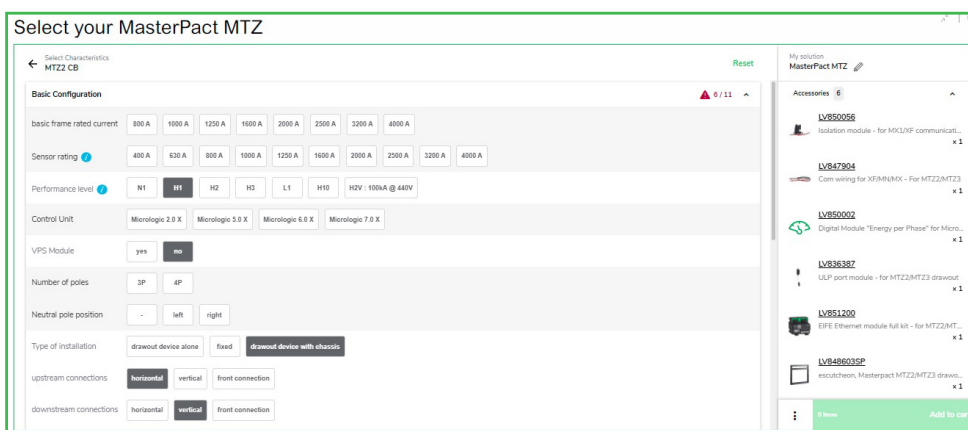 Select your MasterPact MTZ
Select Characteristics
MTZ2 CB
Reset
Basic Configuration
6 / 11
basic frame rated current 800 A 1000 A 1250 A 1600 A 2000 A 2500 A 3200 A 4000 A
Sensor rating 400 A 630 A 800 A 1000 A 1250 A 1600 A 2000 A 2500 A 3200 A 4000 A
Performance level N1 H1 H2 H3 L1 H10 H2V : 100kA @ 440V
Control Unit Micrologic 2.0 X Micrologic 5.0 X Micrologic 6.0 X Micrologic 7.0 X
VPS Module yes no
Number of poles 3P 4P
Neutral pole position - left right
Type of installation drawout device alone fixed drawout device with chassis
upstream connections horizontal vertical front connection
downstream connections horizontal vertical front connection
My solution
MasterPact MTZ
Accessories 6
LV850056
Isolation module - for MX1/XF communicati...
x 1
LV847904
Com wiring for XF/MN/MX - For MTZ2/MTZ3
x 1
LV850002
Digital Module "Energy per Phase" for Micro...
x 1
LV836387
ULP port module - for MTZ2/MTZ3 drawout
x 1
LV851200
EIFE Ethernet module full kit - for MTZ2/MT...
x 1
LV848603SP
escutcheon, Masterpact MTZ2/MTZ3 drawo...
x 1
Add to car